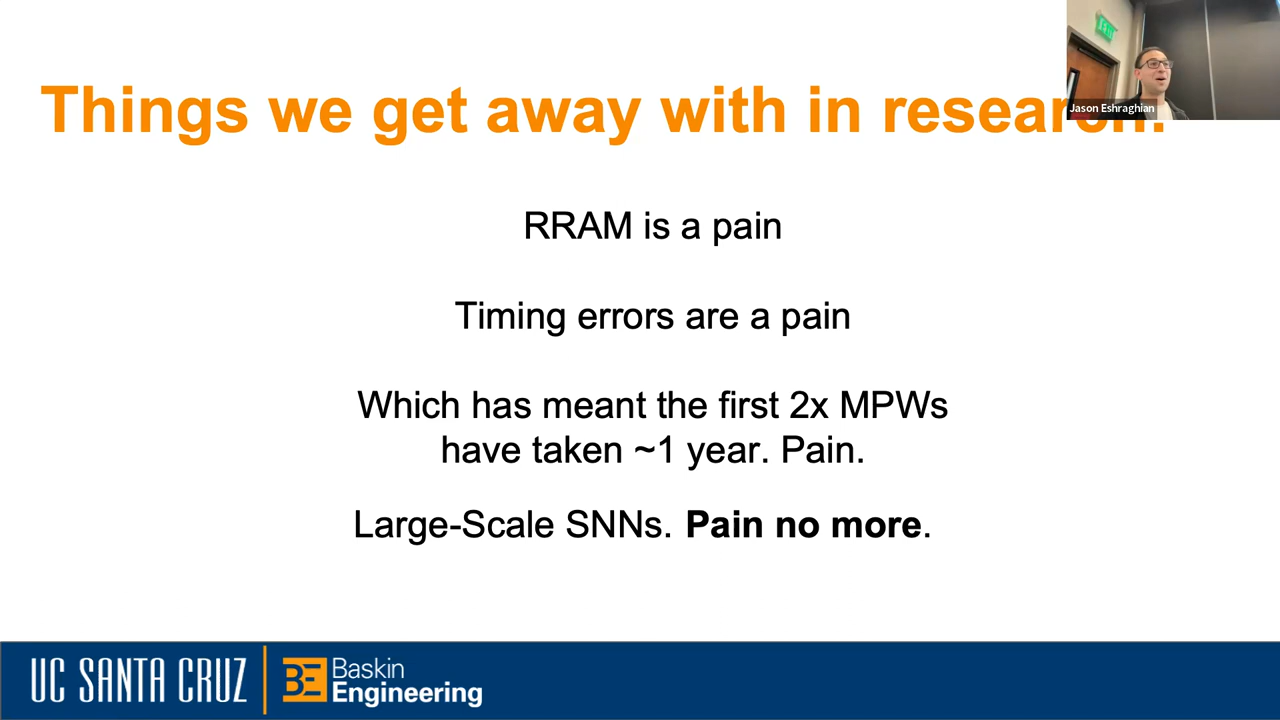 Things we get away with in research.
Jason Eshraghian
RRAM is a pain
Timing errors are a pain
Which has meant the first 2x MPWs
have taken ~1 year. Pain.
Large-Scale SNNs. Pain no more.
UC SANTA CRUZ
BE
Baskin
Engineering